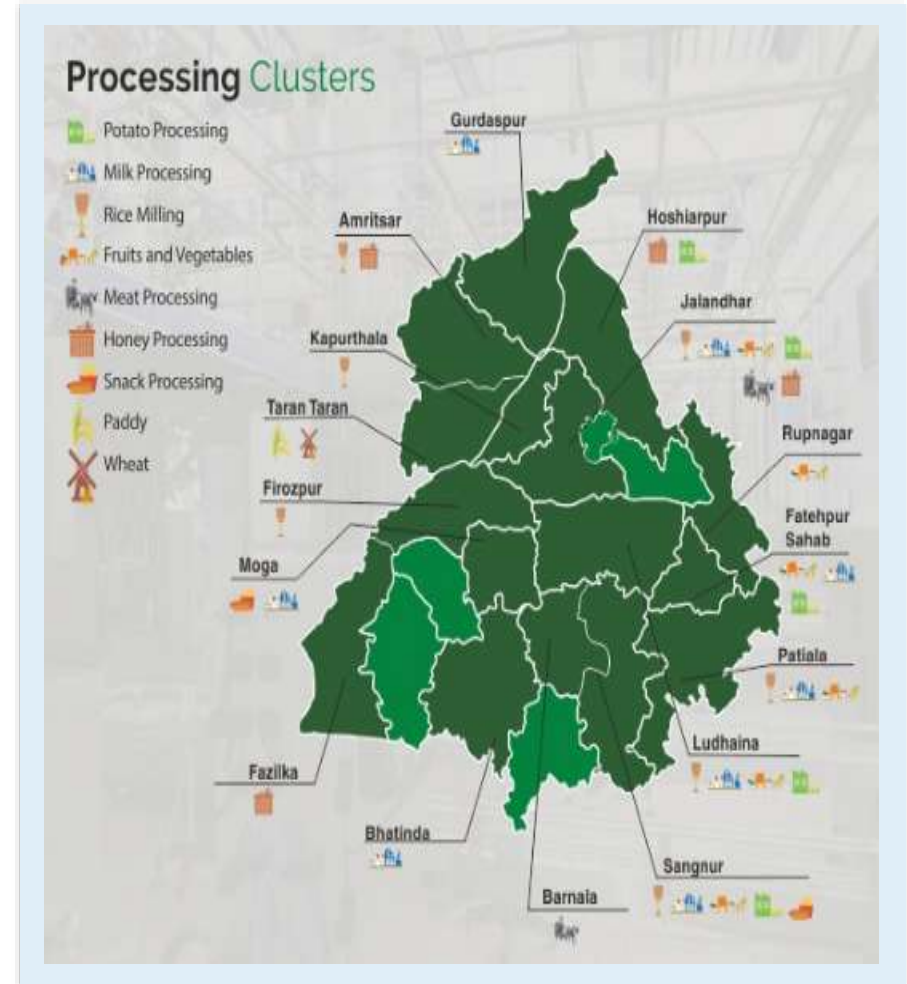 Processing Clusters
Potato Processing
Milk Processing
Rice Milling
Fruits and Vegetables
Meat Processing
Honey Processing
Snack Processing
Paddy
Wheat
Gurdaspur
Amritsar
Hoshiarpur
Jalandhar
Kapurthala
Taran Taran
Rupnagar
Firozpur
Fatehpur
Sahab
Moga
Patiala
Ludhaina
Fazilka
Bhatinda
Sangnur
Barnala